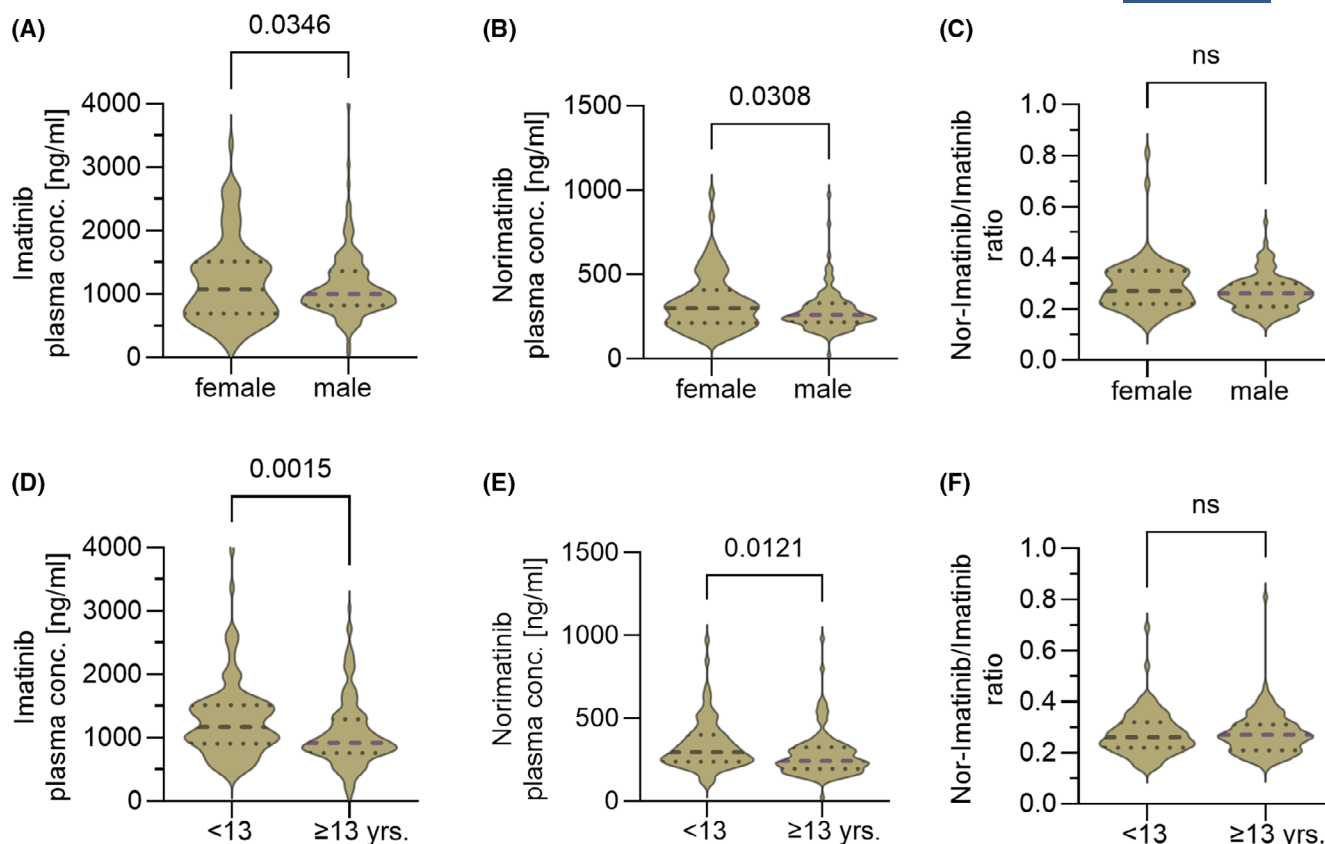 (A)
0.0346
Imatinib
plasma conc. [ng/ml]
4000
3000
2000
1000
0
female
male
(B)
0.0308
Norimatinib
plasma conc. [ng/ml]
1500
1000
500
0
female
male
(C)
ns
Nor-Imatinib/Imatinib
ratio
1.0
0.8
0.6
0.4
0.2
0.0
female
male
(D)
0.0015
Imatinib
plasma conc. [ng/ml]
4000
3000
2000
1000
0
<13
≥13 yrs.
(E)
0.0121
Norimatinib
plasma conc. [ng/ml]
1500
1000
500
0
<13
≥13 yrs.
(F)
ns
Nor-Imatinib/Imatinib
ratio
1.0
0.8
0.6
0.4
0.2
0.0
<13
≥13 yrs.